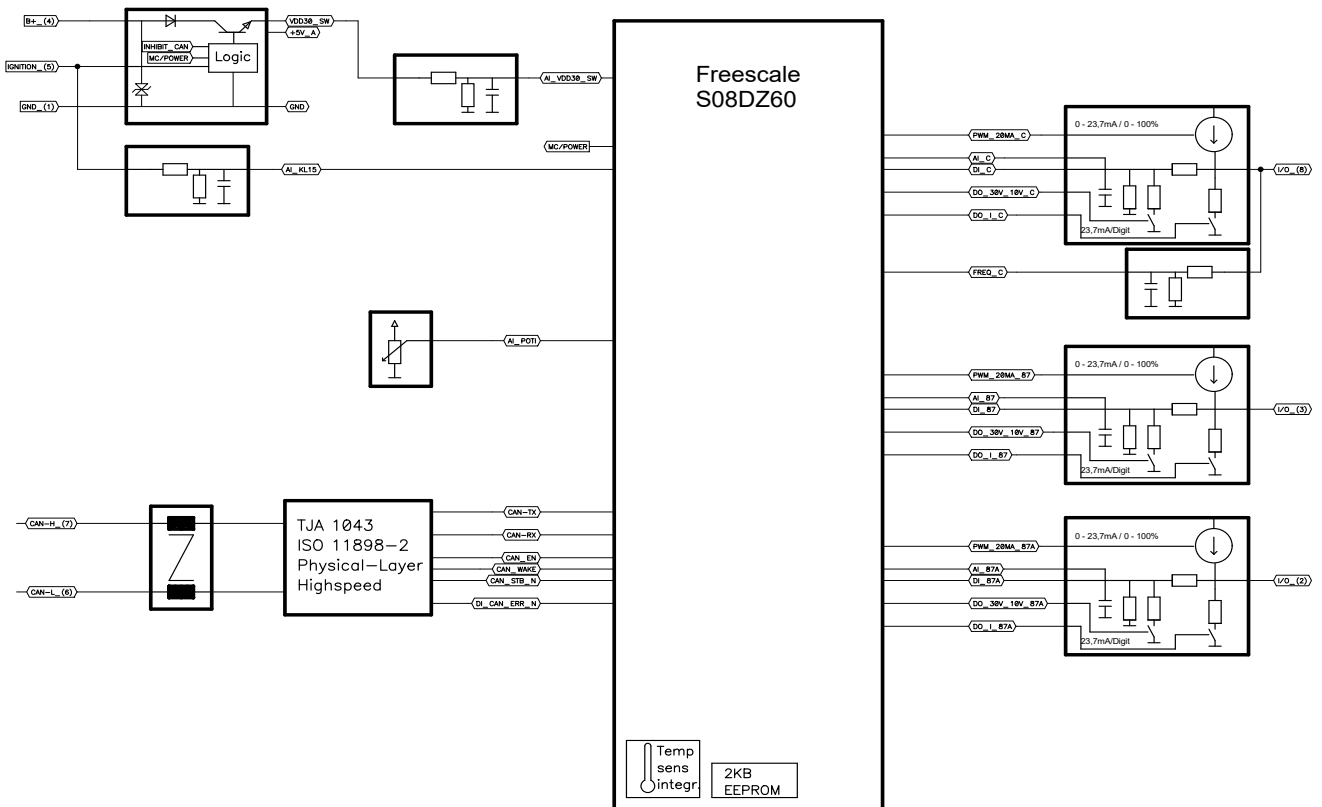 B+_(4)
IGNITION_(5)
GND_(1)
INHIBIT_CAN
MC/POWER
Logic
VDD30_SW
+5V_A
GND
AI_VDD30_SW
MC/POWER
AI_KL15
AI_POTI
CAN-H_(7)
CAN-L_(6)
TJA 1043
ISO 11898-2
Physical-Layer
Highspeed
CAN-TX
CAN-RX
CAN_EN
CAN_WAKE
CAN_STB_N
DI_CAN_ERR_N
Freescale
S08DZ60
Temp
sens
integr.
2KB
EEPROM
PWM_20MA_C
AI_C
DI_C
DO_30V_10V_C
DO_I_C
FREQ_C
0 - 23,7mA / 0 - 100%
23,7mA/Digit
I/O_(8)
PWM_20MA_87
AI_87
DI_87
DO_30V_10V_87
DO_I_87
0 - 23,7mA / 0 - 100%
23,7mA/Digit
I/O_(3)
PWM_20MA_87A
AI_87A
DI_87A
DO_30V_10V_87A
DO_I_87A
0 - 23,7mA / 0 - 100%
23,7mA/Digit
I/O_(2)